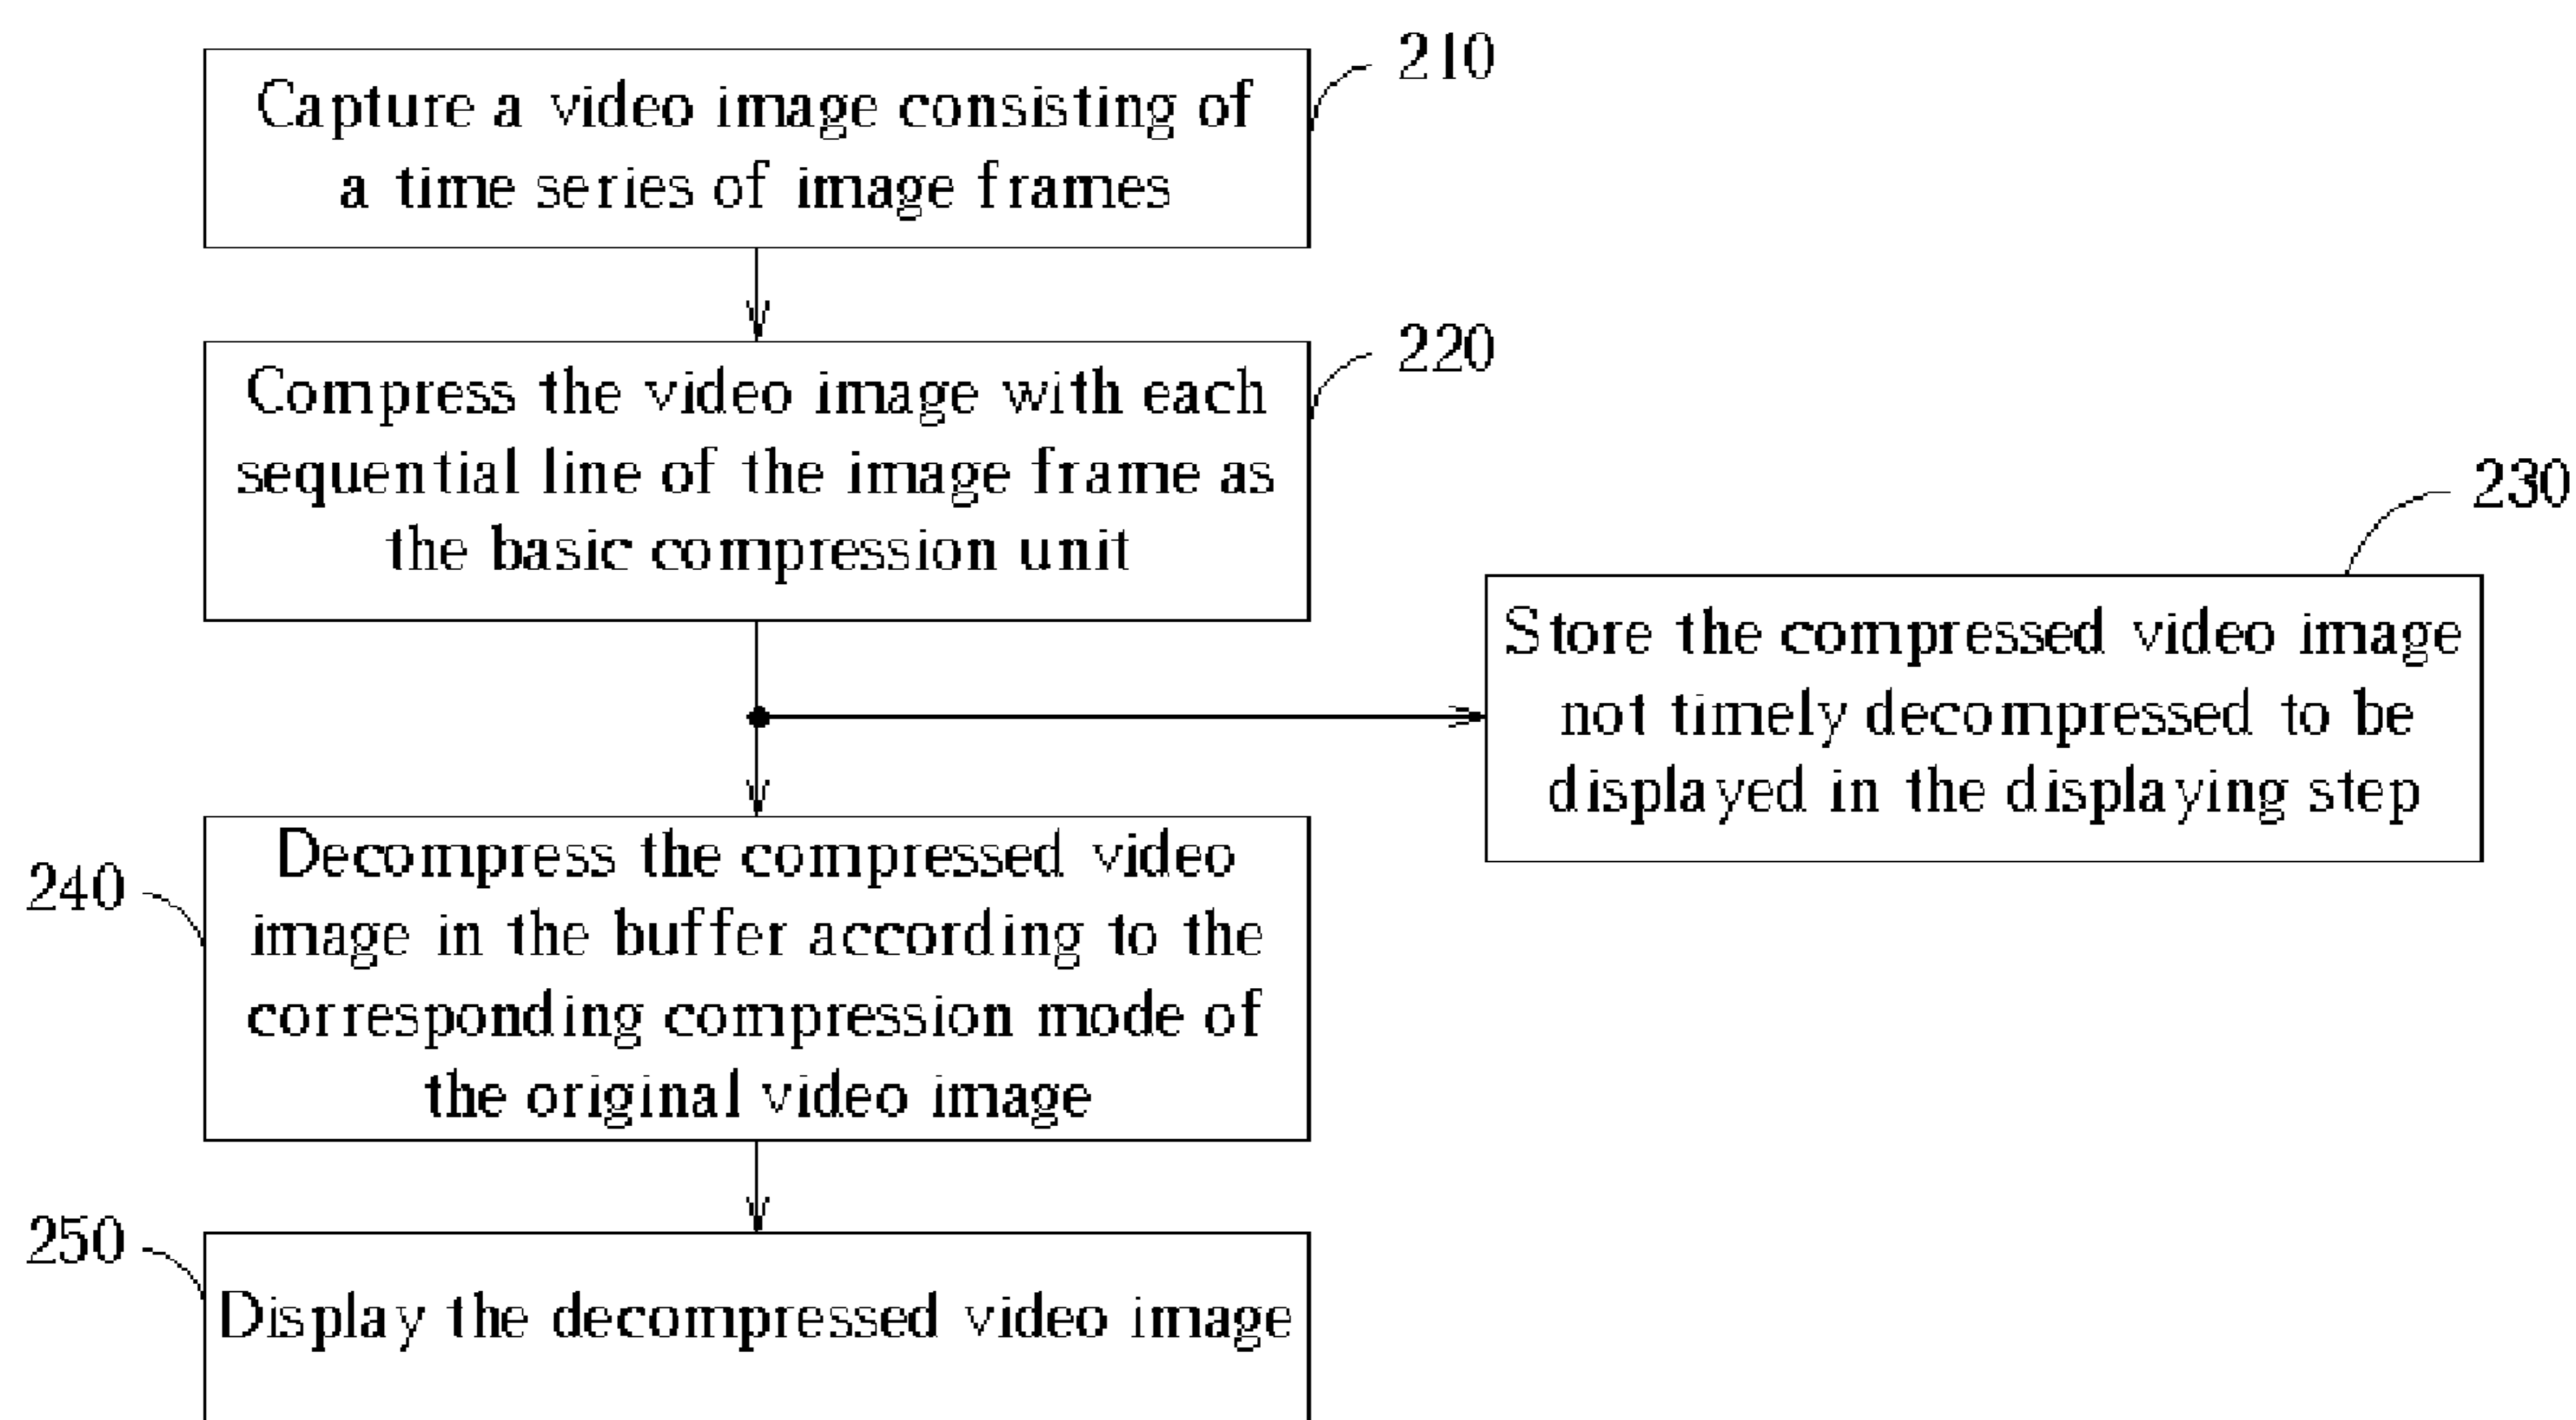 210
Capture a video image consisting of
a time series of image frames
220
Compress the video image with each
sequential line of the image frame as
the basic compression unit
230
Store the compressed video image
not timely decompressed to be
displayed in the displaying step
240
Decompress the compressed video
image in the buffer according to the
corresponding compression mode of
the original video image
250
Display the decompressed video image